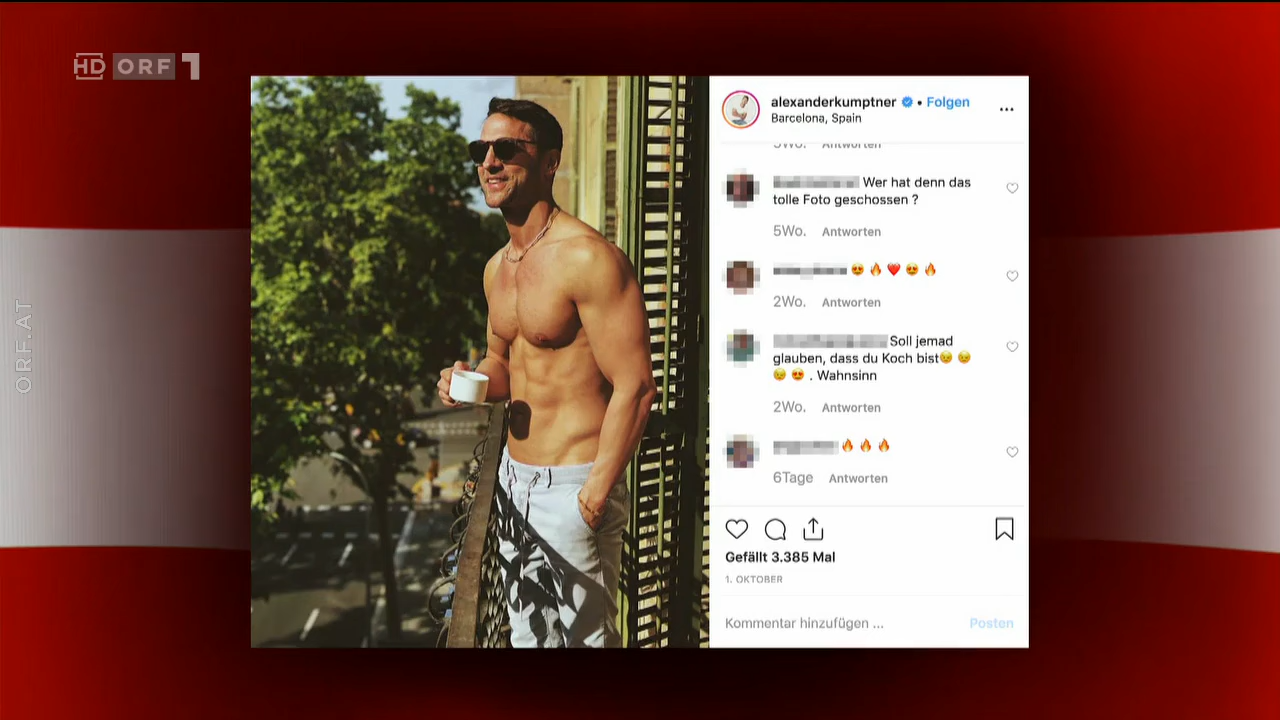 HD ORF 1
ORF.AT
alexanderkumptner • Folgen
Barcelona, Spain
5Wo. Antworten
Wer hat denn das
tolle Foto geschossen ?
5Wo. Antworten
😍 🔥 ❤️ 😍 🔥
2Wo. Antworten
Soll jemad
glauben, dass du Koch bist😉 😉
😉 😍 . Wahnsinn
2Wo. Antworten
🔥 🔥 🔥
6Tage Antworten
Gefällt 3.385 Mal
1. OKTOBER
Kommentar hinzufügen ... Posten